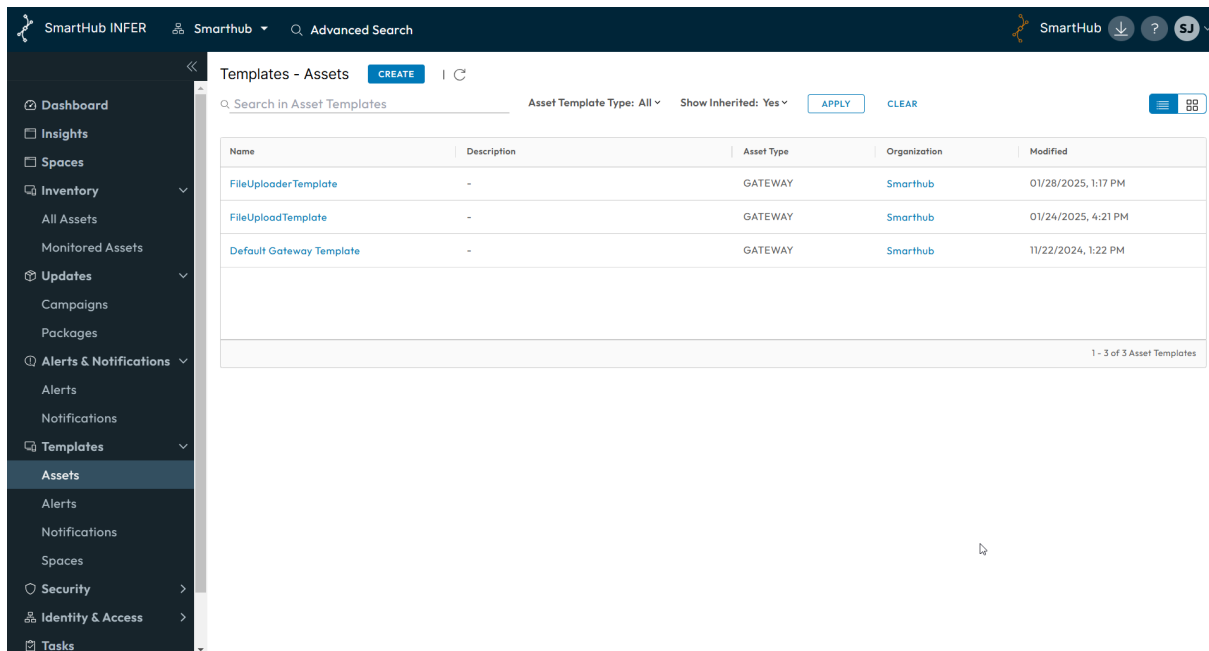 SmartHub INFER
Smarthub
Advanced Search
SmartHub
?
SJ
Dashboard
Insights
Spaces
Inventory
All Assets
Monitored Assets
Updates
Campaigns
Packages
Alerts & Notifications
Alerts
Notifications
Templates
Assets
Alerts
Notifications
Spaces
Security
Identity & Access
Tasks
Templates - Assets CREATE
Search in Asset Templates Asset Template Type: All Show Inherited: Yes APPLY CLEAR
Name Description Asset Type Organization Modified
FileUploaderTemplate - GATEWAY Smarthub 01/28/2025, 1:17 PM
FileUploadTemplate - GATEWAY Smarthub 01/24/2025, 4:21 PM
Default Gateway Template - GATEWAY Smarthub 11/22/2024, 1:22 PM
1 - 3 of 3 Asset Templates